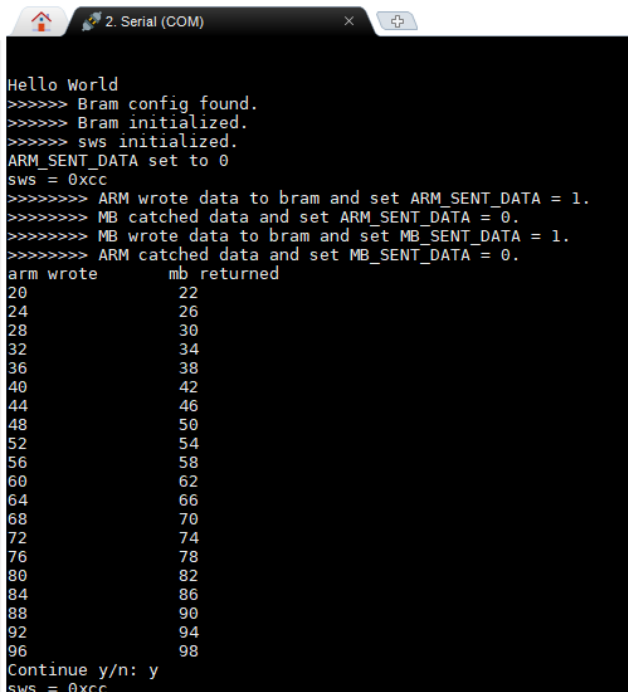 2. Serial (COM)
Hello World
>>>>>> Bram config found.
>>>>>> Bram initialized.
>>>>>> sws initialized.
ARM_SENT_DATA set to 0
sws = 0xcc
>>>>>>>> ARM wrote data to bram and set ARM_SENT_DATA = 1.
>>>>>>>> MB catched data and set ARM_SENT_DATA = 0.
>>>>>>>> MB wrote data to bram and set MB_SENT_DATA = 1.
>>>>>>>> ARM catched data and set MB_SENT_DATA = 0.
arm wrote mb returned
20 22
24 26
28 30
32 34
36 38
40 42
44 46
48 50
52 54
56 58
60 62
64 66
68 70
72 74
76 78
80 82
84 86
88 90
92 94
96 98
Continue y/n: y
sws = 0xcc